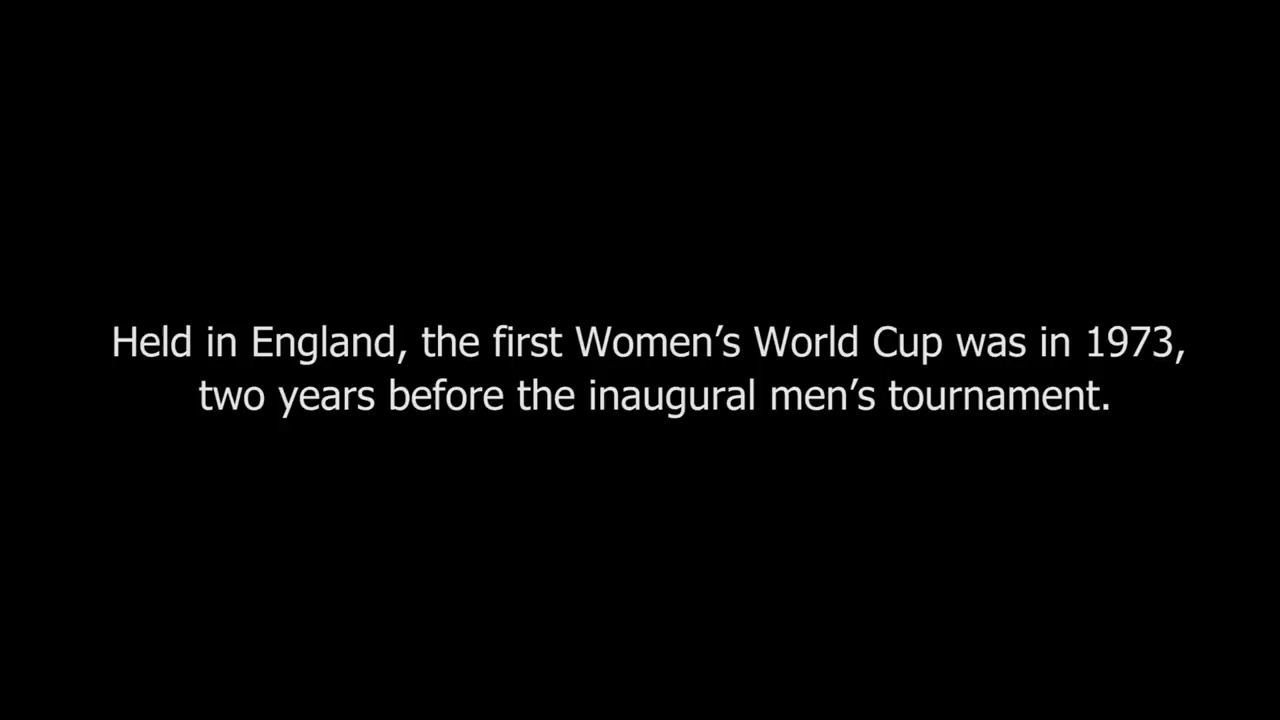 Held in England, the first Women’s World Cup was in 1973,
two years before the inaugural men’s tournament.